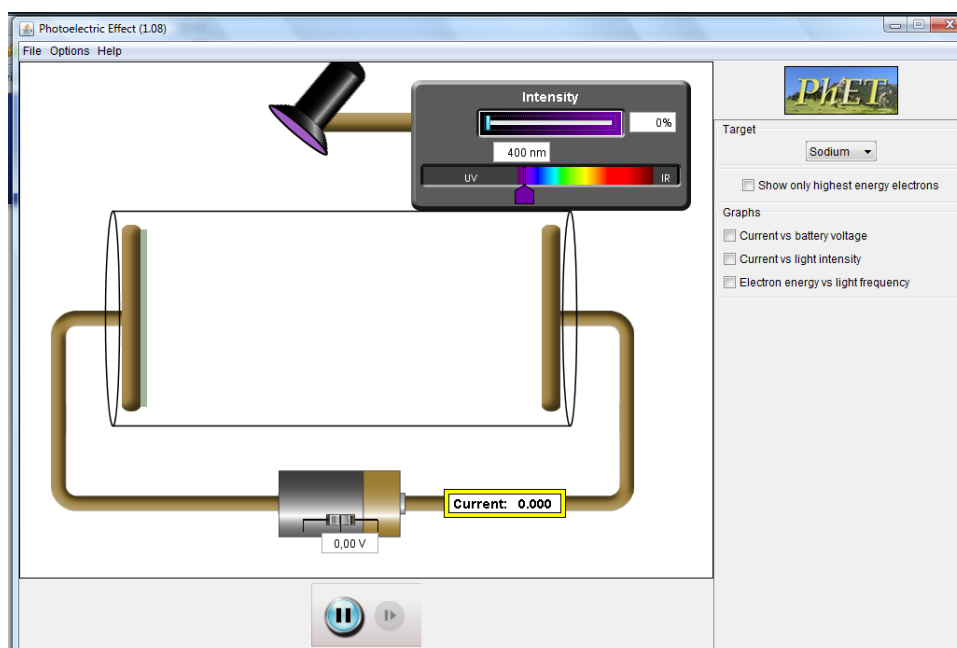 Photoelectric Effect (1.08)
File Options Help
Intensity
0%
400 nm
UV
IR
Current: 0.000
0,00 V
PhET
Target
Sodium
Show only highest energy electrons
Graphs
Current vs battery voltage
Current vs light intensity
Electron energy vs light frequency